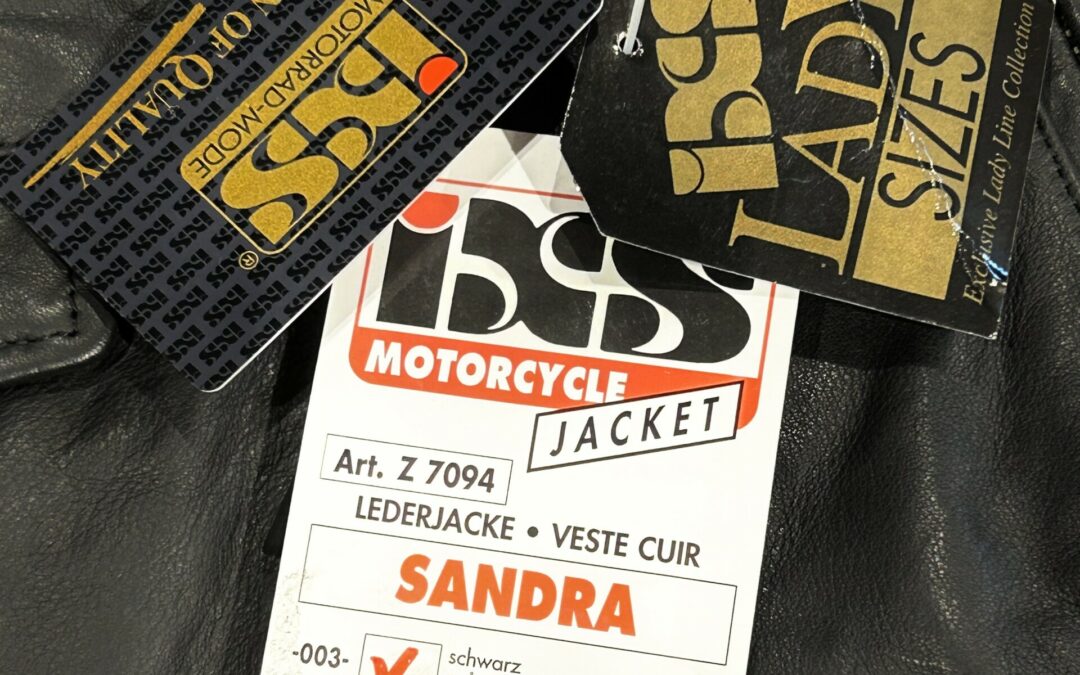 OF QUALITY
iXS
MOTORRAD-MODE
®
iXS
LADY
SIZES
Exclusive Lady Line Collection
iXS
MOTORCYCLE
JACKET
Art. Z 7094
LEDERJACKE • VESTE CUIR
SANDRA
-003-
schwarz